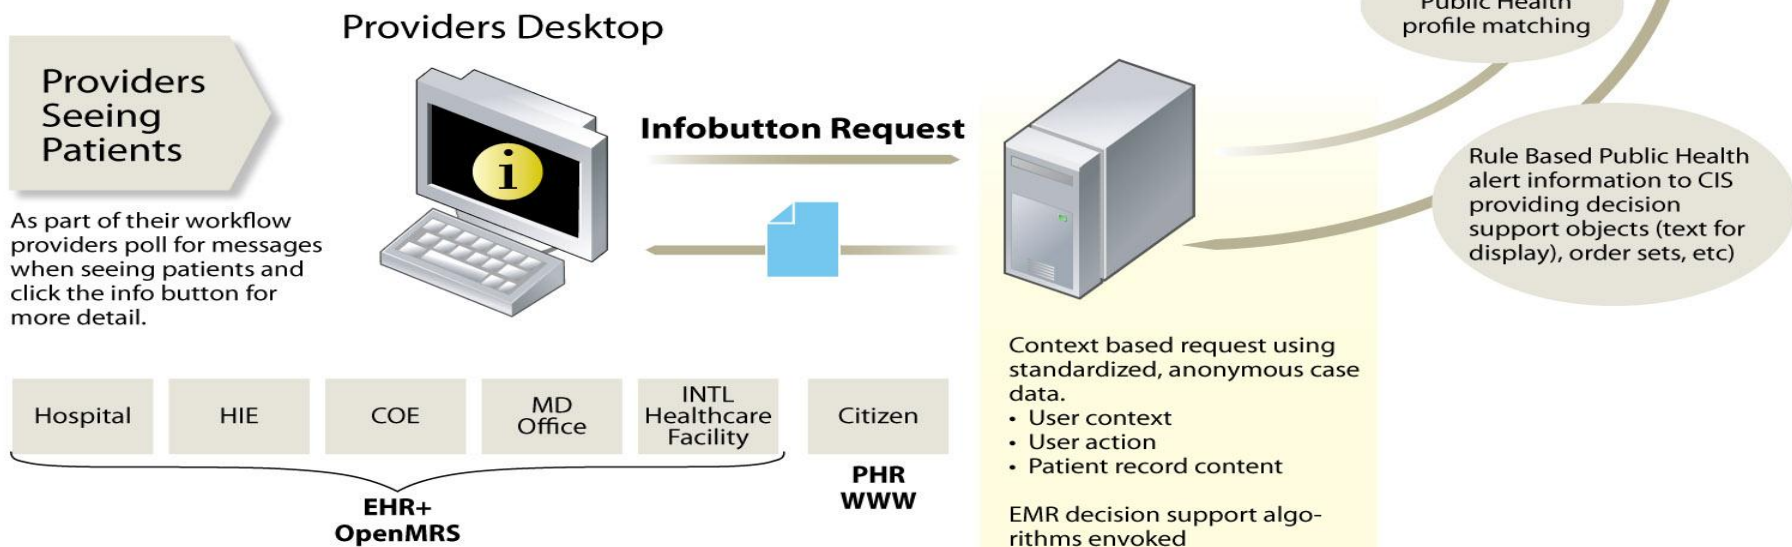 Providers Desktop
Public Health
profile matching
Providers
Seeing
Patients
Infobutton Request
i
As part of their workflow
providers poll for messages
when seeing patients and
click the info button for
more detail.
Rule Based Public Health
alert information to CIS
providing decision
support objects (text for
display), order sets, etc)
Context based request using
standardized, anonymous case
data.
• User context
• User action
• Patient record content
EMR decision support algo-
rithms envoked
Hospital
HIE
COE
MD
Office
INTL
Healthcare
Facility
Citizen
EHR+
OpenMRS
PHR
WWW